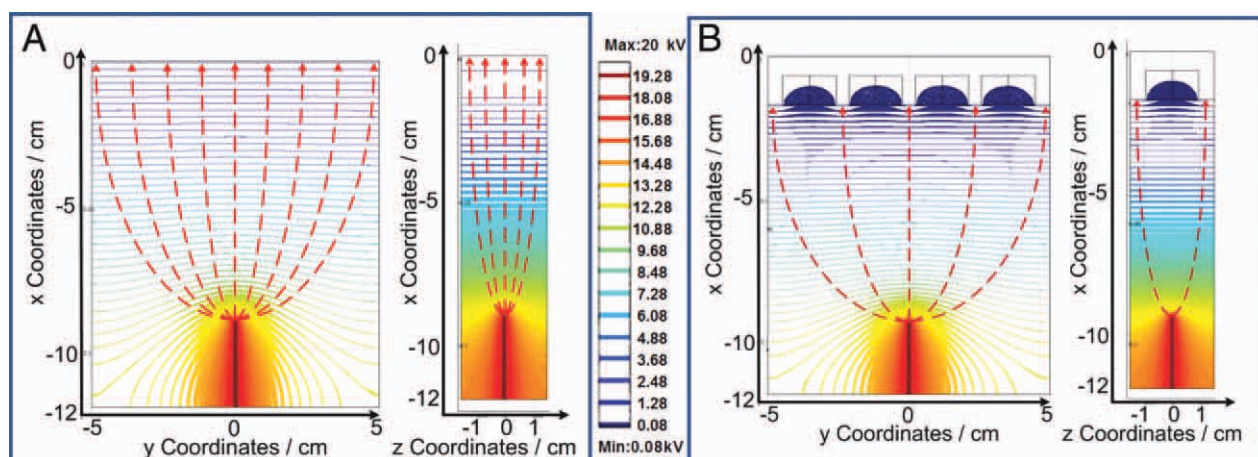 A
0
-5
-10
-12
x Coordinates / cm
-5
0
5
y Coordinates / cm
0
-5
-10
-12
x Coordinates / cm
-1 0 1
z Coordinates / cm
Max:20 kV
19.28
18.08
16.88
15.68
14.48
13.28
12.28
10.88
9.68
8.48
7.28
6.08
4.88
3.68
2.48
1.28
0.08
Min:0.08kV
B
0
-5
-10
-12
x Coordinates / cm
-5
0
5
y Coordinates / cm
0
-5
-10
-12
x Coordinates / cm
-1 0 1
z Coordinates / cm